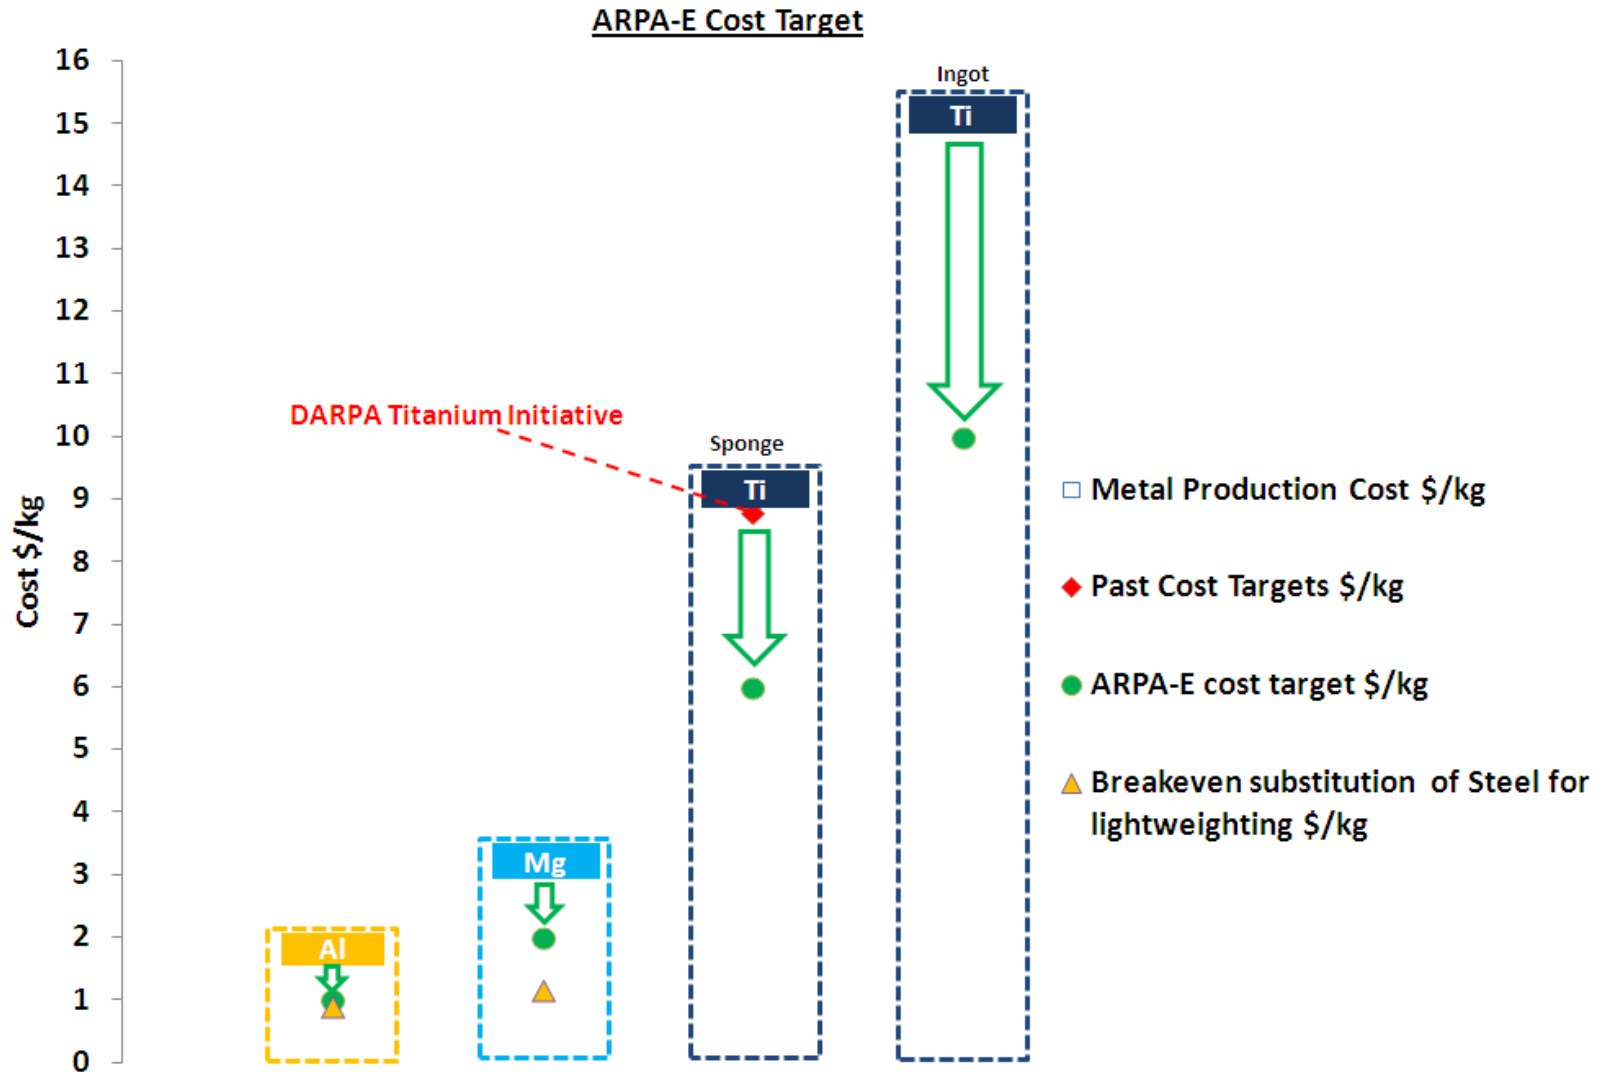 ARPA-E Cost Target
16
15
14
13
12
11
10
9
8
7
6
5
4
3
2
1
0
Cost $/kg
Ingot
Ti
DARPA Titanium Initiative
Sponge
Ti
Mg
Al
Metal Production Cost $/kg
Past Cost Targets $/kg
ARPA-E cost target $/kg
Breakeven substitution of Steel for
lightweighting $/kg